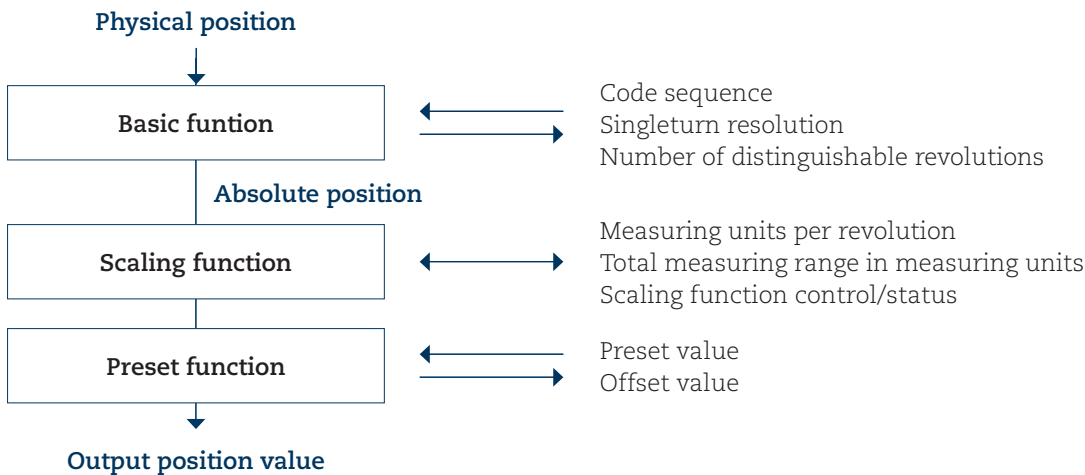 Physical position
Basic funtion
Code sequence
Singleturn resolution
Number of distinguishable revolutions
Absolute position
Scaling function
Measuring units per revolution
Total measuring range in measuring units
Scaling function control/status
Preset function
Preset value
Offset value
Output position value